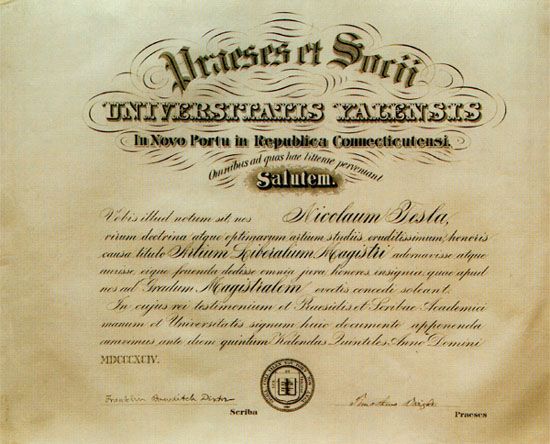 Praeses et Socii
UNIVERSITATIS YALENSIS
In Novo Portu in Republica Connecticutensi,
Omnibus ad quos hae litterae pervenient
Salutem.
Vobis illud notum sit nos Nicolaum Tesla,
virum doctrina atque optimarum artium studiis eruditissimum, honoris
causa titulo Artium Liberalium Magistri adornavisse atque
auxisse eique fruenda dedisse omnia jura honores insignia quae apud
nos ad Gradum Magistralem evectis concedi soleant.
In cujus rei testimonium et Praesidis et Scribae Academici
manum et Universitatis signum huic documento apponenda
curavimus ante diem quintum Kalendas Quintiles Anno Domini
MDCCCXCIV.
Franklin Bowditch Dexter
Scriba
Praeses